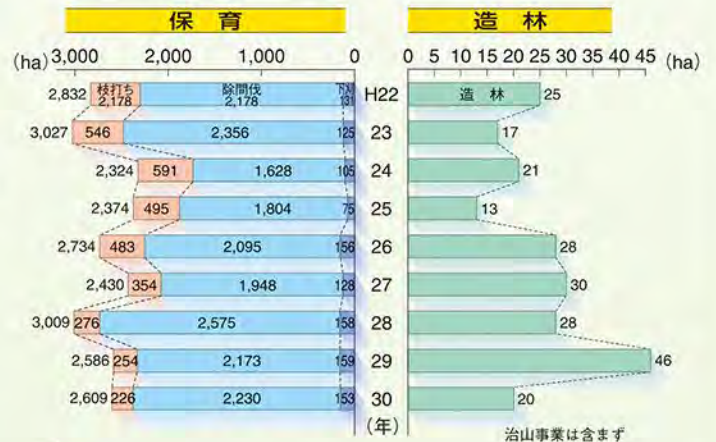 保育 造林
(ha) 3,000 2,000 1,000 0 0 5 10 15 20 25 30 35 40 45 (ha)
枝打ち 除間伐 下刈
2,832 2,178 2,178 131 H22 造林 25
3,027 546 2,356 125 23 17
2,324 591 1,628 105 24 21
2,374 495 1,804 75 25 13
2,734 483 2,095 156 26 28
2,430 354 1,948 128 27 30
3,009 276 2,575 158 28 28
2,586 254 2,173 159 29 46
2,609 226 2,230 153 30 20
(年)
治山事業は含まず